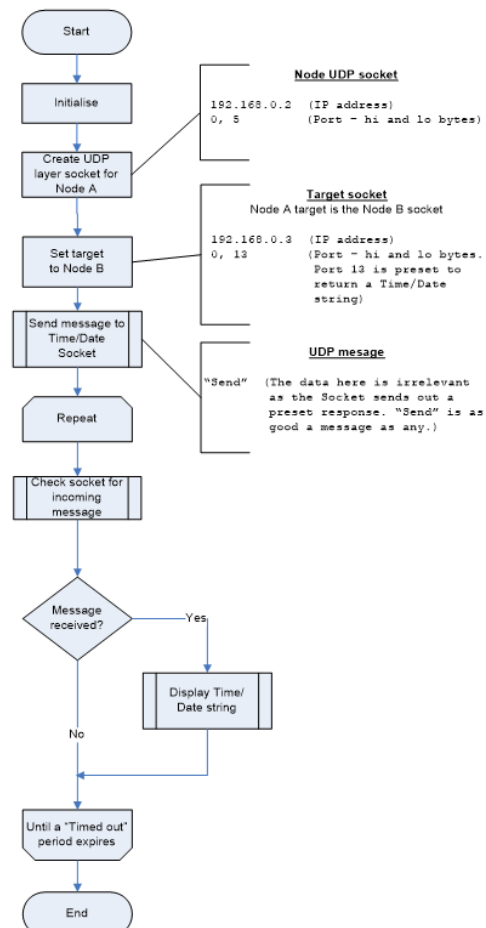 Start
Initialise
Create UDP
layer socket for
Node A
Node UDP socket
192.168.0.2 (IP address)
0, 5 (Port - hi and lo bytes)
Set target
to Node B
Target socket
Node A target is the Node B socket
192.168.0.3 (IP address)
0, 13 (Port - hi and lo bytes.
Port 13 is preset to
return a Time/Date
string)
Send message to
Time/Date
Socket
UDP mesage
"Send" (The data here is irrelevant
as the Socket sends out a
preset response. "Send" is as
good a message as any.)
Repeat
Check socket for
incoming
message
Message
received?
Yes
Display Time/
Date string
No
Until a "Timed out"
period expires
End